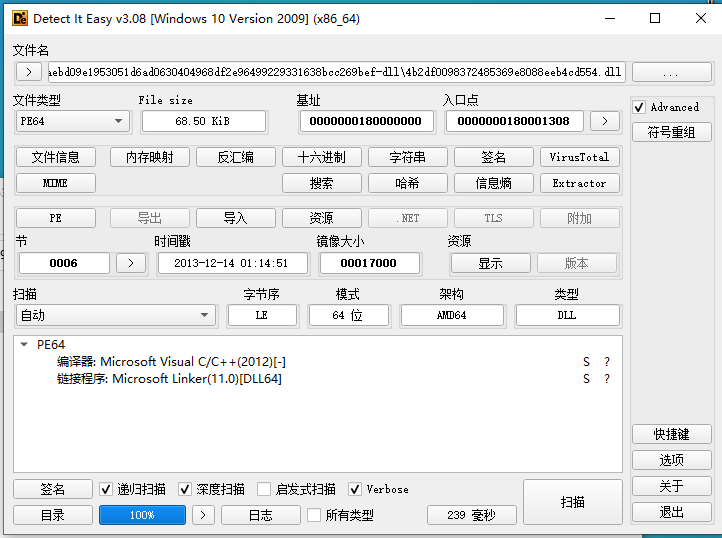 Detect It Easy v3.08 [Windows 10 Version 2009] (x86_64)
文件名
> aebd09e1953051d6ad0630404968df2e96499229331638bcc269bef-dll\4b2df0098372485369e8088eeb4cd554.dll ...
文件类型 File size 基址 入口点
PE64 68.50 KiB 0000000180000000 0000000180001308 >
Advanced
文件信息 内存映射 反汇编 十六进制 字符串 签名 VirusTotal
符号重组
MIME 搜索 哈希 信息熵 Extractor
PE 导出 导入 资源 .NET TLS 附加
节 时间戳 镜像大小 资源
0006 > 2013-12-14 01:14:51 00017000 显示 版本
扫描 字节序 模式 架构 类型
自动 LE 64 位 AMD64 DLL
PE64
编译器: Microsoft Visual C/C++(2012)[-] S ?
链接程序: Microsoft Linker(11.0)[DLL64] S ?
快捷键
选项
关于
退出
签名 递归扫描 深度扫描 启发式扫描 Verbose
扫描
目录 100% > 日志 所有类型 239 毫秒